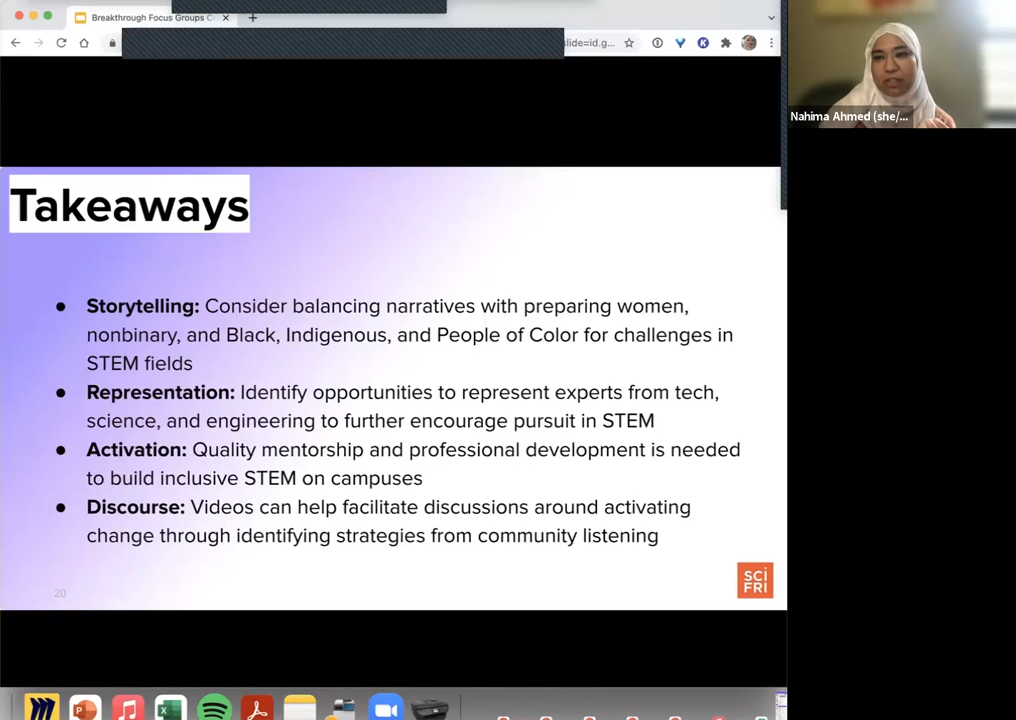 Breakthrough Focus Groups C
slide=id.g...
Nahima Ahmed (she/...
Takeaways
● Storytelling: Consider balancing narratives with preparing women,
nonbinary, and Black, Indigenous, and People of Color for challenges in
STEM fields
● Representation: Identify opportunities to represent experts from tech,
science, and engineering to further encourage pursuit in STEM
● Activation: Quality mentorship and professional development is needed
to build inclusive STEM on campuses
● Discourse: Videos can help facilitate discussions around activating
change through identifying strategies from community listening
SCI
FRI
20